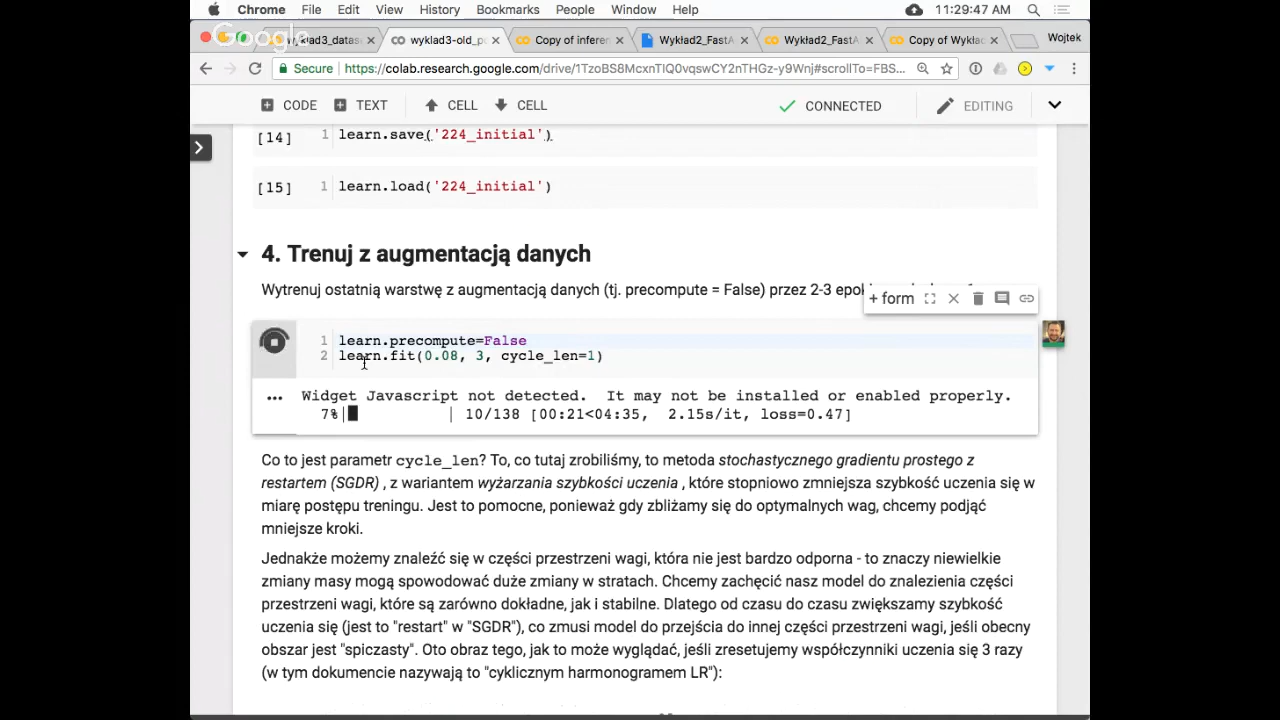 Chrome File Edit View History Bookmarks People Window Help 11:29:47 AM
Google
wyklad3-old_p Copy of inferen Wykład2_FastA Wykład2_FastA Copy of Wykład Wojtek
Secure https://colab.research.google.com/drive/1TzoBS8McxnTIQ0vqswCY2nTHGz-y9Wnj#scrollTo=FBS...
CODE TEXT CELL CELL CONNECTED EDITING
[14] 1 learn.save('224_initial')
[15] 1 learn.load('224_initial')
4. Trenuj z augmentacją danych
Wytrenuj ostatnią warstwę z augmentacją danych (tj. precompute = False) przez 2-3
+ form
1 learn.precompute=False
2 learn.fit(0.08, 3, cycle_len=1)
... Widget Javascript not detected. It may not be installed or enabled properly.
7%| | 10/138 [00:21<04:35, 2.15s/it, loss=0.47]
Co to jest parametr cycle_len? To, co tutaj zrobiliśmy, to metoda stochastycznego gradientu prostego z
restartem (SGDR) , z wariantem wyżarzania szybkości uczenia , które stopniowo zmniejsza szybkość uczenia się w
miarę postępu treningu. Jest to pomocne, ponieważ gdy zbliżamy się do optymalnych wag, chcemy podjąć
mniejsze kroki.
Jednakże możemy znaleźć się w części przestrzeni wagi, która nie jest bardzo odporna - to znaczy niewielkie
zmiany masy mogą spowodować duże zmiany w stratach. Chcemy zachęcić nasz model do znalezienia części
przestrzeni wagi, które są zarówno dokładne, jak i stabilne. Dlatego od czasu do czasu zwiększamy szybkość
uczenia się (jest to "restart" w "SGDR"), co zmusi model do przejścia do innej części przestrzeni wagi, jeśli obecny
obszar jest "spiczasty". Oto obraz tego, jak to może wyglądać, jeśli zresetujemy współczynniki uczenia się 3 razy
(w tym dokumencie nazywają to "cyklicznym harmonogramem LR"):